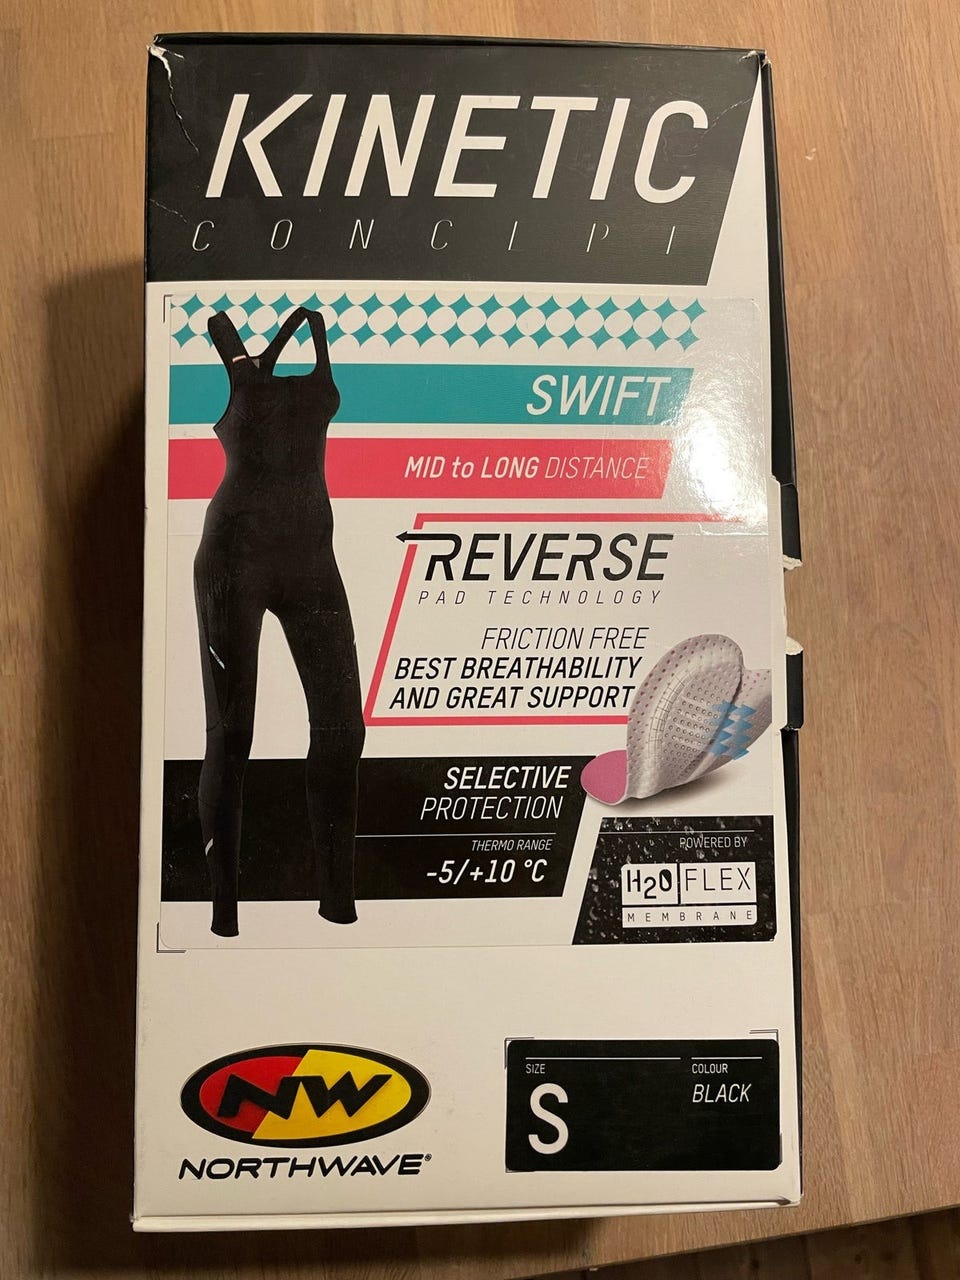 KINETIC
CONCEPT
SWIFT
MID to LONG DISTANCE
REVERSE
PAD TECHNOLOGY
FRICTION FREE
BEST BREATHABILITY
AND GREAT SUPPORT
SELECTIVE
PROTECTION
THERMO RANGE
-5/+10 °C
POWERED BY
H2O FLEX
MEMBRANE
NW
NORTHWAVE®
SIZE
S
COLOUR
BLACK